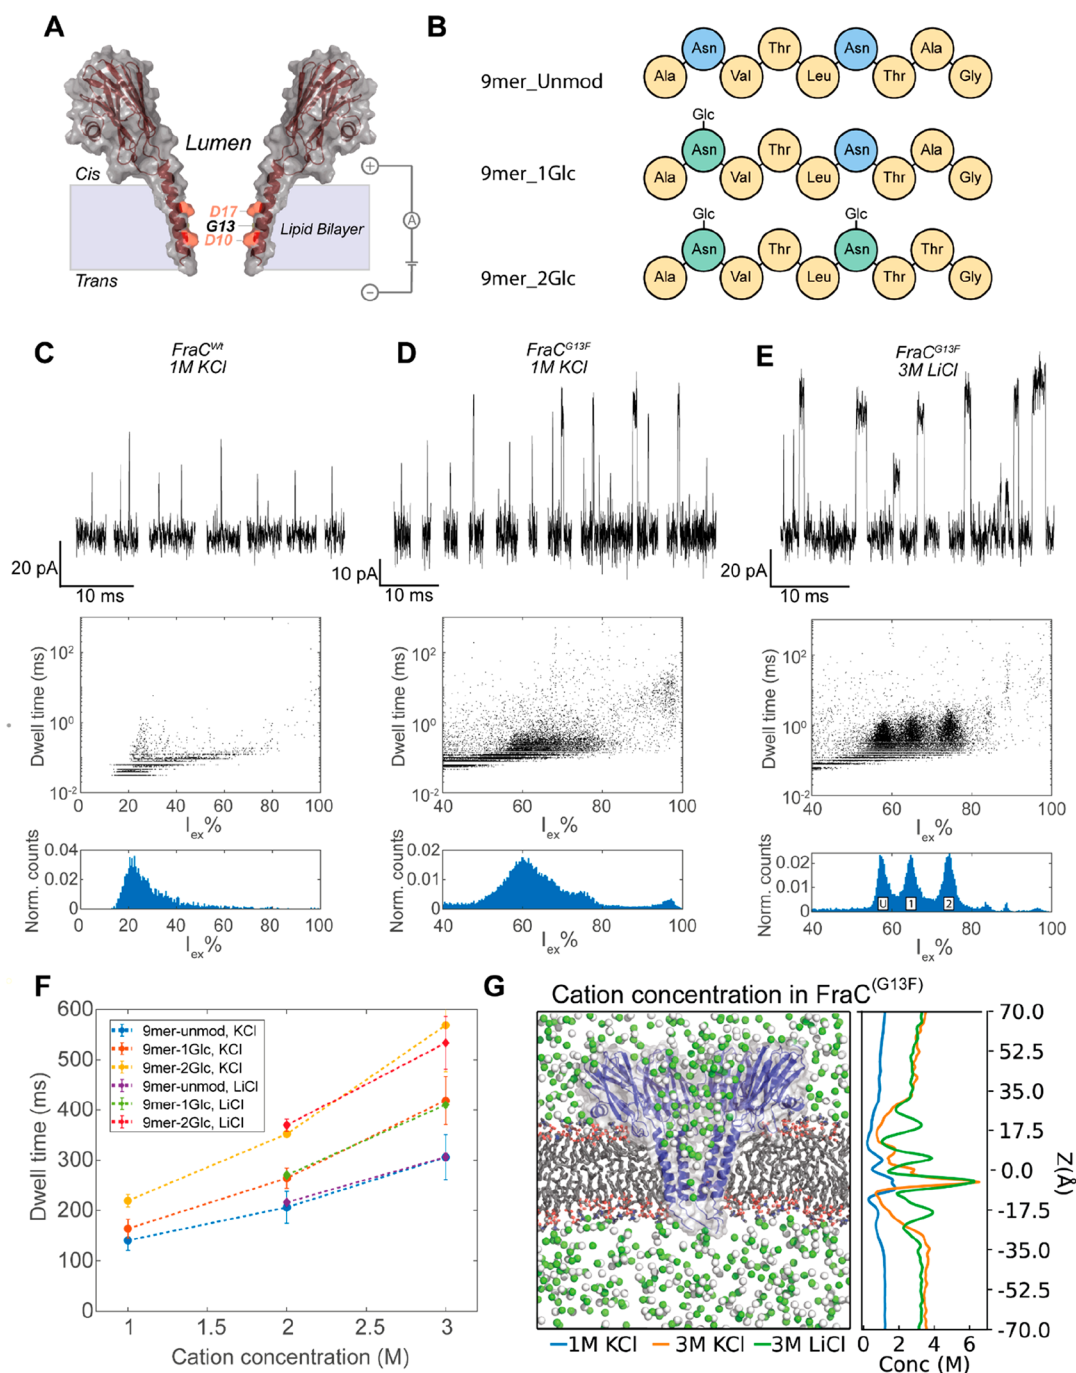 A
Lumen
Cis
D17
G13
D10
Lipid Bilayer
Trans
+
A
−
B
9mer_Unmod
Ala Asn Val Thr Leu Asn Thr Ala Gly
9mer_1Glc
Glc
Ala Asn Val Thr Leu Asn Thr Ala Gly
9mer_2Glc
Glc Glc
Ala Asn Val Thr Leu Asn Thr Thr Gly
C
FraC^Wt
1M KCl
20 pA
10 ms
Dwell time (ms)
10^2
10^0
10^-2
0 20 40 60 80 100
I_ex%
Norm. counts
0.04
0.02
0
0 20 40 60 80 100
I_ex%
D
FraC^G13F
1M KCl
10 pA
10 ms
Dwell time (ms)
10^2
10^0
10^-2
40 60 80 100
I_ex%
Norm. counts
0.02
0.01
0
40 60 80 100
I_ex%
E
FraC^G13F
3M LiCl
20 pA
10 ms
Dwell time (ms)
10^2
10^0
10^-2
40 60 80 100
I_ex%
Norm. counts
0.02
0.01
0
U 1 2
40 60 80 100
I_ex%
F
Dwell time (ms)
600
500
400
300
200
100
0
9mer-unmod, KCl
9mer-1Glc, KCl
9mer-2Glc, KCl
9mer-unmod, LiCl
9mer-1Glc, LiCl
9mer-2Glc, LiCl
1 1.5 2 2.5 3
Cation concentration (M)
G
Cation concentration in FraC^(G13F)
70.0
52.5
35.0
17.5
0.0
-17.5
-35.0
-52.5
-70.0
Z(Å)
1M KCl 3M KCl 3M LiCl
0 2 4 6
Conc (M)